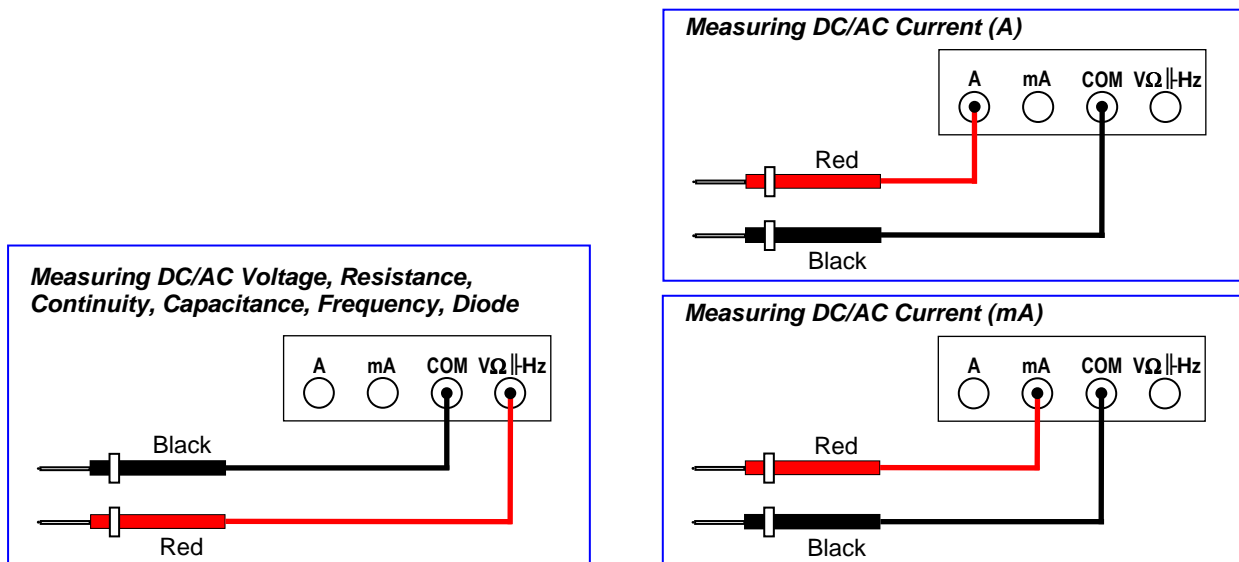 Measuring DC/AC Current (A)
A mA COM VΩ⊣⊢Hz
Red
Black
Measuring DC/AC Voltage, Resistance,
Continuity, Capacitance, Frequency, Diode
A mA COM VΩ⊣⊢Hz
Black
Red
Measuring DC/AC Current (mA)
A mA COM VΩ⊣⊢Hz
Red
Black